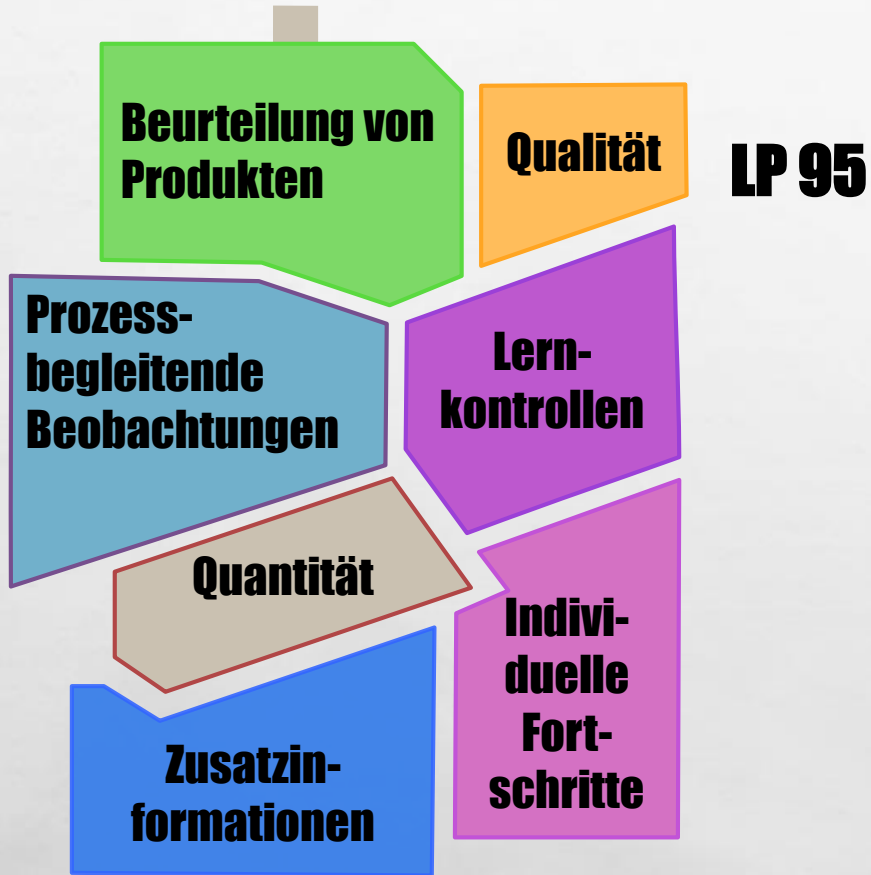 Beurteilung von
Produkten
Qualität
LP 95
Prozess-
begleitende
Beobachtungen
Lern-
kontrollen
Quantität
Indivi-
duelle
Fort-
schritte
Zusatzin-
formationen